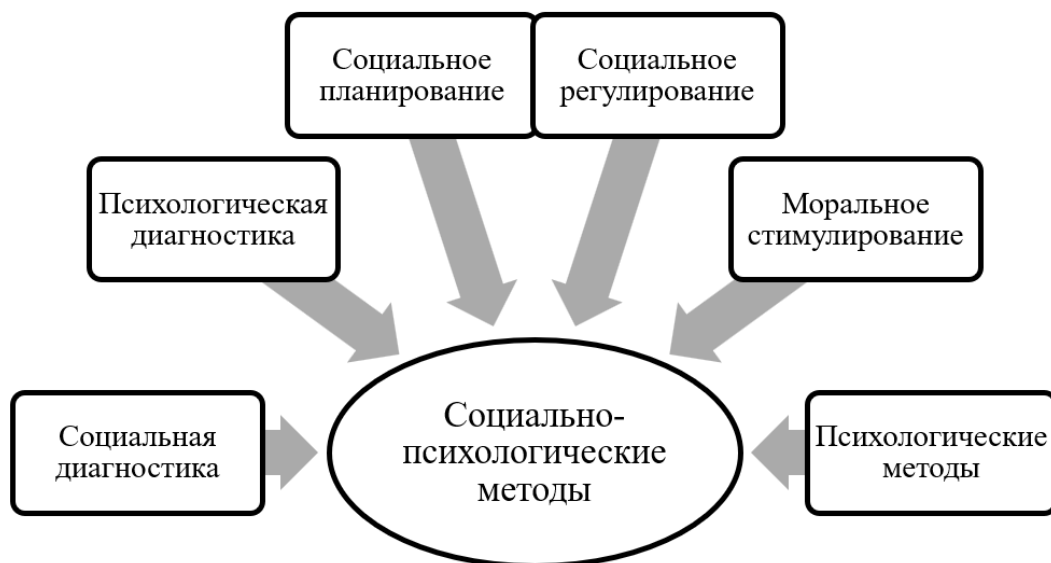 Социальное
планирование
Социальное
регулирование
Психологическая
диагностика
Моральное
стимулирование
Социальная
диагностика
Социально-
психологические
методы
Психологические
методы